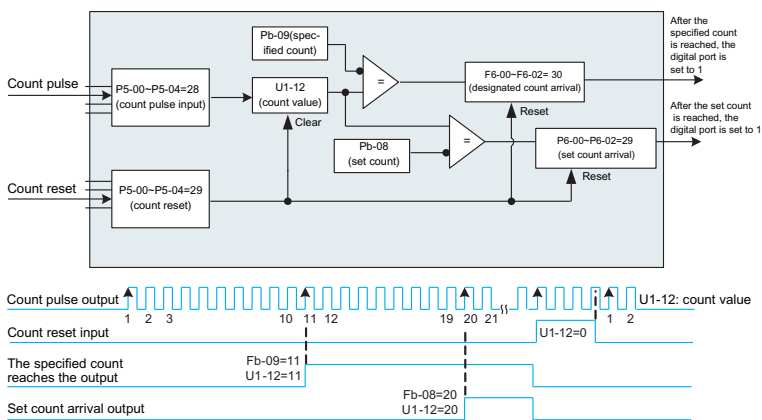 After the
specified count
is reached, the
digital port is
set to 1
Pb-09(spec-
ified count)
=
F6-00~F6-02= 30
(designated count arrival)
Count pulse
P5-00~P5-04=28
(count pulse input)
U1-12
(count value)
Reset
After the set count
is reached, the
digital port is set to 1
Clear
Pb-08
(set count)
=
P6-00~P6-02=29
(set count arrival)
Reset
Count reset
P5-00~P5-04=29
(count reset)
Count pulse output
U1-12: count value
1 2 3 10 11 12 19 20 21 1 2
Count reset input
U1-12=0
The specified count
reaches the output
Fb-09=11
U1-12=11
Set count arrival output
Fb-08=20
U1-12=20